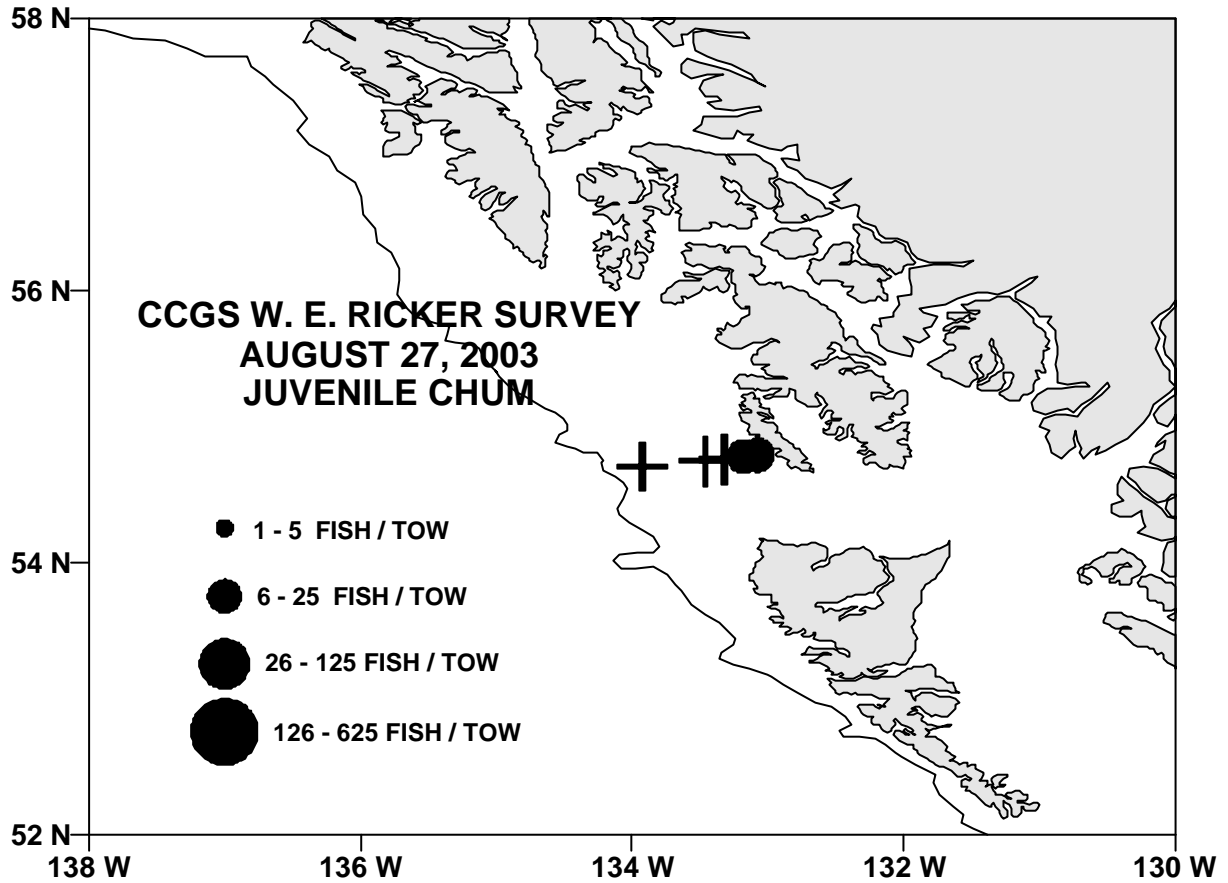 58 N
56 N
CCGS W. E. RICKER SURVEY
AUGUST 27, 2003
JUVENILE CHUM
1 - 5 FISH / TOW
54 N
6 - 25 FISH / TOW
26 - 125 FISH / TOW
126 - 625 FISH / TOW
52 N
138 W 136 W 134 W 132 W 130 W